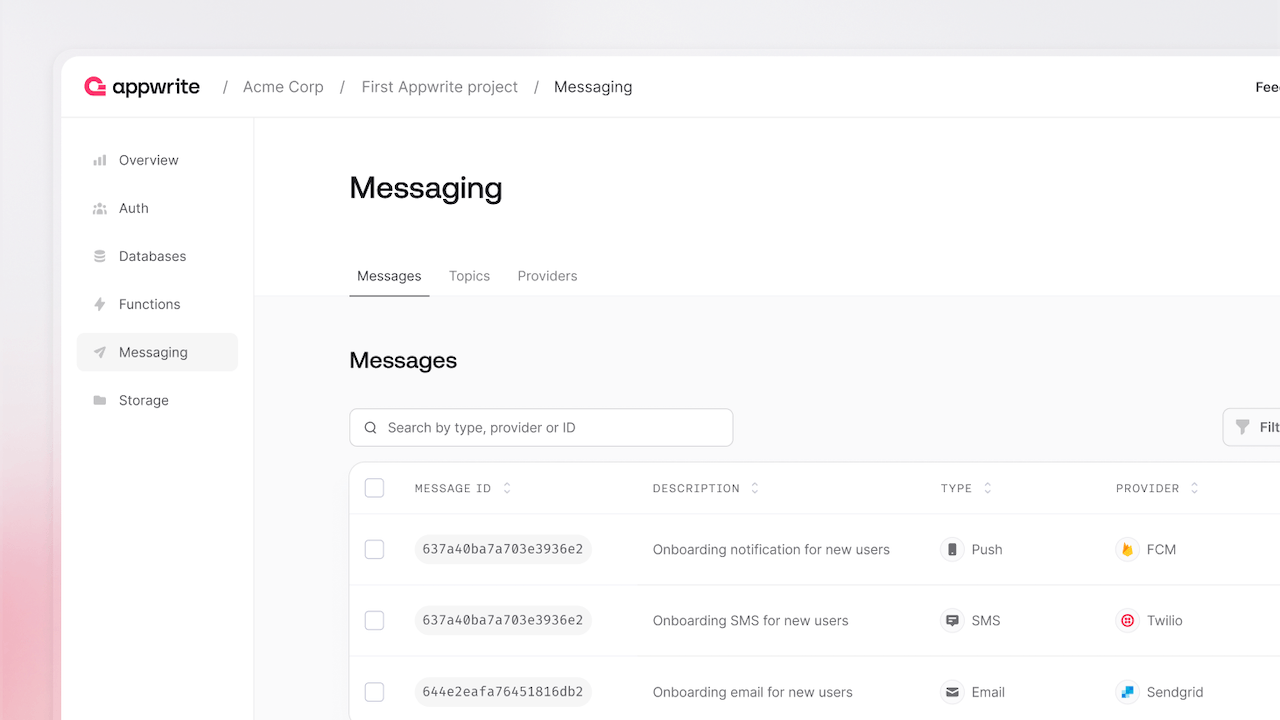 appwrite / Acme Corp / First Appwrite project / Messaging
Overview
Auth
Databases
Functions
Messaging
Storage
Messaging
Messages Topics Providers
Messages
Search by type, provider or ID
MESSAGE ID DESCRIPTION TYPE PROVIDER
637a40ba7a703e3936e2 Onboarding notification for new users Push FCM
637a40ba7a703e3936e2 Onboarding SMS for new users SMS Twilio
644e2eafa76451816db2 Onboarding email for new users Email Sendgrid